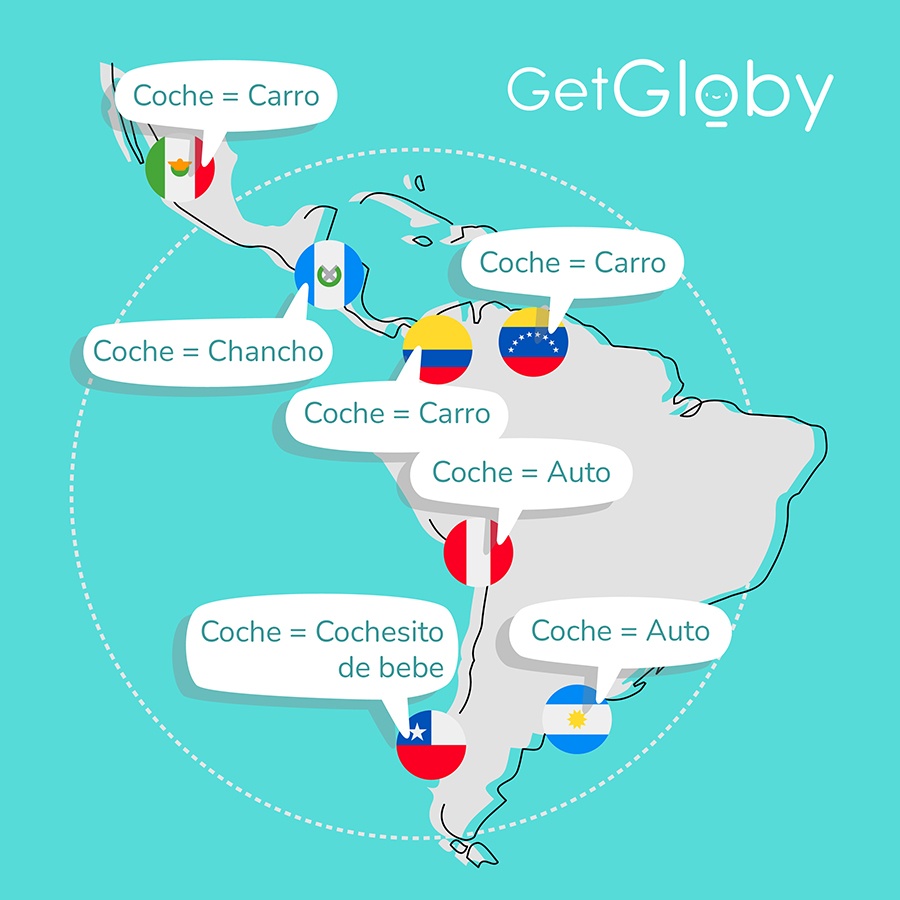 GetGloby
Coche = Carro
Coche = Carro
Coche = Chancho
Coche = Carro
Coche = Auto
Coche = Cochesito
de bebe
Coche = Auto